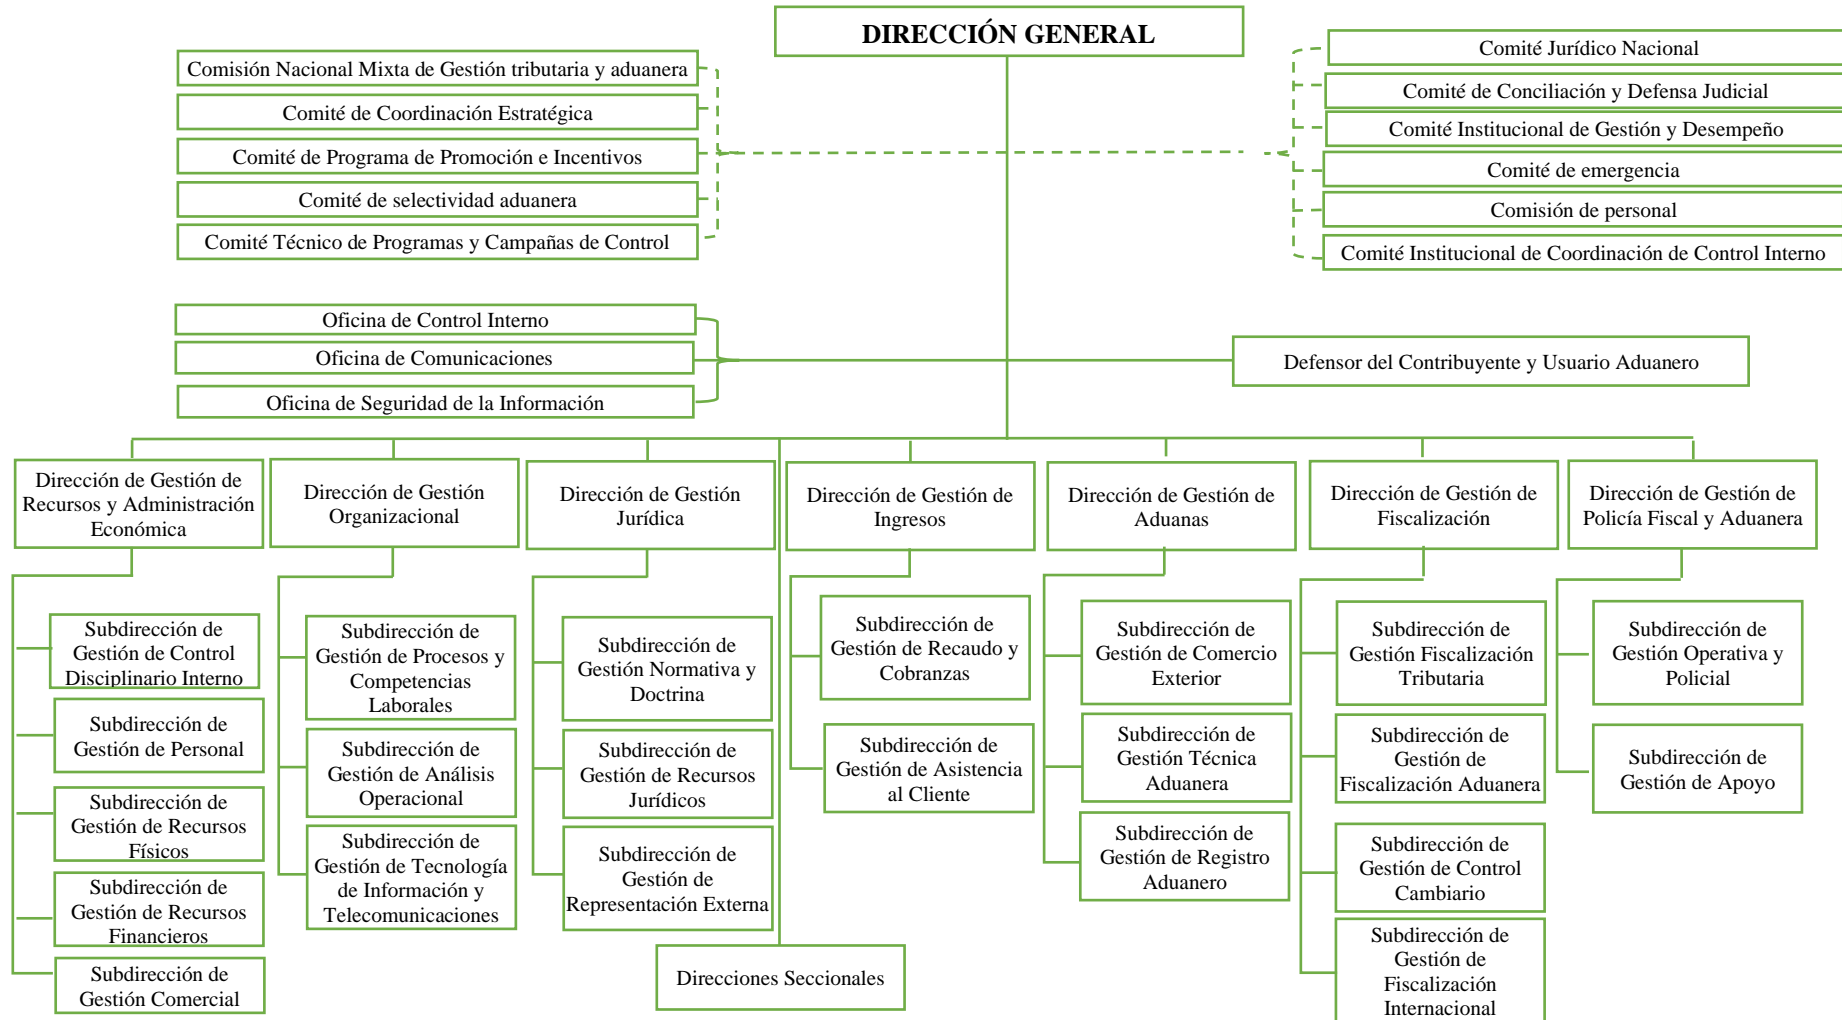 DIRECCIÓN GENERAL
Comisión Nacional Mixta de Gestión tributaria y aduanera
Comité de Coordinación Estratégica
Comité de Programa de Promoción e Incentivos
Comité de selectividad aduanera
Comité Técnico de Programas y Campañas de Control
Comité Jurídico Nacional
Comité de Conciliación y Defensa Judicial
Comité Institucional de Gestión y Desempeño
Comité de emergencia
Comisión de personal
Comité Institucional de Coordinación de Control Interno
Oficina de Control Interno
Oficina de Comunicaciones
Oficina de Seguridad de la Información
Defensor del Contribuyente y Usuario Aduanero
Dirección de Gestión de
Recursos y Administración
Económica
Dirección de Gestión
Organizacional
Dirección de Gestión
Jurídica
Dirección de Gestión de
Ingresos
Dirección de Gestión de
Aduanas
Dirección de Gestión de
Fiscalización
Dirección de Gestión de
Policía Fiscal y Aduanera
Subdirección de
Gestión de Control
Disciplinario Interno
Subdirección de
Gestión de Personal
Subdirección de
Gestión de Recursos
Físicos
Subdirección de
Gestión de Recursos
Financieros
Subdirección de
Gestión Comercial
Subdirección de
Gestión de Procesos y
Competencias
Laborales
Subdirección de
Gestión de Análisis
Operacional
Subdirección de
Gestión de Tecnología
de Información y
Telecomunicaciones
Subdirección de
Gestión Normativa y
Doctrina
Subdirección de
Gestión de Recursos
Jurídicos
Subdirección de
Gestión de
Representación Externa
Direcciones Seccionales
Subdirección de
Gestión de Recaudo y
Cobranzas
Subdirección de
Gestión de Asistencia
al Cliente
Subdirección de
Gestión de Comercio
Exterior
Subdirección de
Gestión Técnica
Aduanera
Subdirección de
Gestión de Registro
Aduanero
Subdirección de
Gestión Fiscalización
Tributaria
Subdirección de
Gestión de
Fiscalización Aduanera
Subdirección de
Gestión de Control
Cambiario
Subdirección de
Gestión de
Fiscalización
Internacional
Subdirección de
Gestión Operativa y
Policial
Subdirección de
Gestión de Apoyo